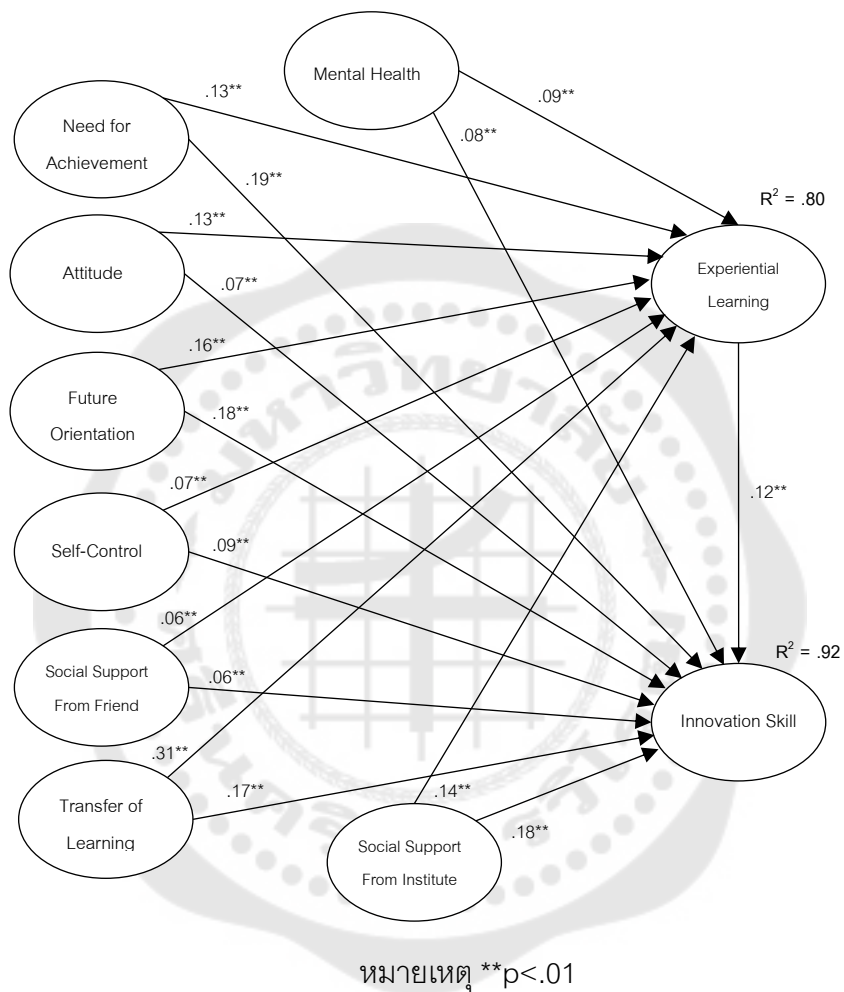 Mental Health
.13**
.09**
Need for
Achievement
.08**
.19**
R² = .80
.13**
Attitude
.07**
Experiential
Learning
.16**
Future
Orientation
.18**
.07**
.12**
Self-Control
.09**
.06**
R² = .92
Social Support
From Friend
.06**
Innovation Skill
.31**
Transfer of
Learning
.17**
.14**
.18**
Social Support
From Institute
หมายเหตุ **p<.01